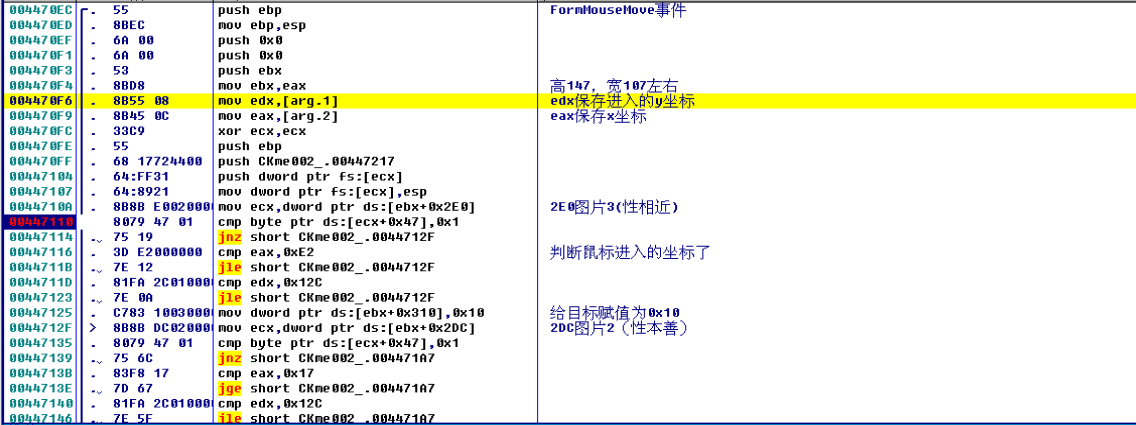 004470EC . 55 push ebp FormMouseMove事件
004470ED . 8BEC mov ebp,esp
004470EF . 6A 00 push 0x0
004470F1 . 6A 00 push 0x0
004470F3 . 53 push ebx
004470F4 . 8BD8 mov ebx,eax 高147，宽107左右
004470F6 . 8B55 08 mov edx,[arg.1] edx保存进入的y坐标
004470F9 . 8B45 0C mov eax,[arg.2] eax保存x坐标
004470FC . 33C9 xor ecx,ecx
004470FE . 55 push ebp
004470FF . 68 17724400 push CKme002_.00447217
00447104 . 64:FF31 push dword ptr fs:[ecx]
00447107 . 64:8921 mov dword ptr fs:[ecx],esp
0044710A . 8B8B E0020000 mov ecx,dword ptr ds:[ebx+0x2E0] 2E0图片3(性相近)
00447110 . 8079 47 01 cmp byte ptr ds:[ecx+0x47],0x1
00447114 . 75 19 jnz short CKme002_.0044712F
00447116 . 3D E2000000 cmp eax,0xE2 判断鼠标进入的坐标了
0044711B . 7E 12 jle short CKme002_.0044712F
0044711D . 81FA 2C010000 cmp edx,0x12C
00447123 . 7E 0A jle short CKme002_.0044712F
00447125 . C783 10030000 mov dword ptr ds:[ebx+0x310],0x10 给目标赋值为0x10
0044712F > 8B8B DC020000 mov ecx,dword ptr ds:[ebx+0x2DC] 2DC图片2（性本善）
00447135 . 8079 47 01 cmp byte ptr ds:[ecx+0x47],0x1
00447139 . 75 6C jnz short CKme002_.004471A7
0044713B . 83F8 17 cmp eax,0x17
0044713E . 7D 67 jge short CKme002_.004471A7
00447140 . 81FA 2C010000 cmp edx,0x12C
00447146 . 7E 5F jle short CKme002_.004471A7